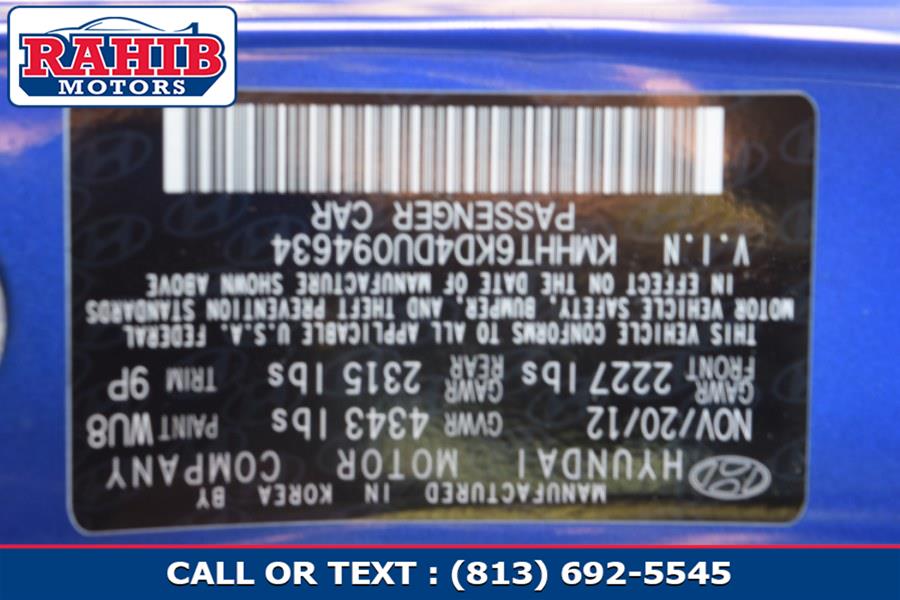 RAHIB
MOTORS
MANUFACTURED IN KOREA BY
HYUNDAI MOTOR COMPANY
NOV/20/12 GVWR 4343 lbs PAINT WU8
GAWR FRONT 2227 lbs GAWR REAR 2315 lbs TRIM 9P
THIS VEHICLE CONFORMS TO ALL APPLICABLE U.S.A. FEDERAL
MOTOR VEHICLE SAFETY, BUMPER, AND THEFT PREVENTION STANDARDS
IN EFFECT ON THE DATE OF MANUFACTURE SHOWN ABOVE
V.I.N KMHHT6KD4DU094634
PASSENGER CAR
CALL OR TEXT : (813) 692-5545